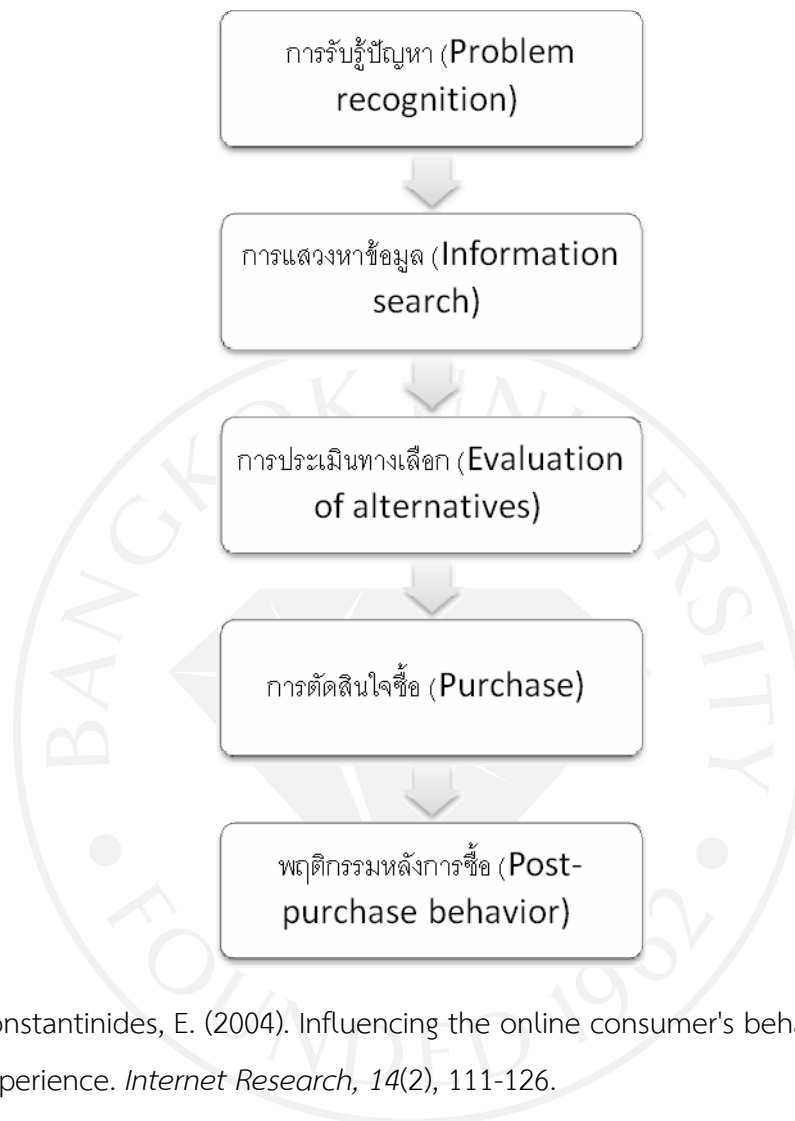 การรับรู้ปัญหา (Problem
recognition)
การแสวงหาข้อมูล (Information
search)
การประเมินทางเลือก (Evaluation
of alternatives)
การตัดสินใจซื้อ (Purchase)
พฤติกรรมหลังการซื้อ (Post-
purchase behavior)
BANGKOK UNIVERSITY
FOUNDED 1962
onstantinides, E. (2004). Influencing the online consumer's beha
perience. Internet Research, 14(2), 111-126.